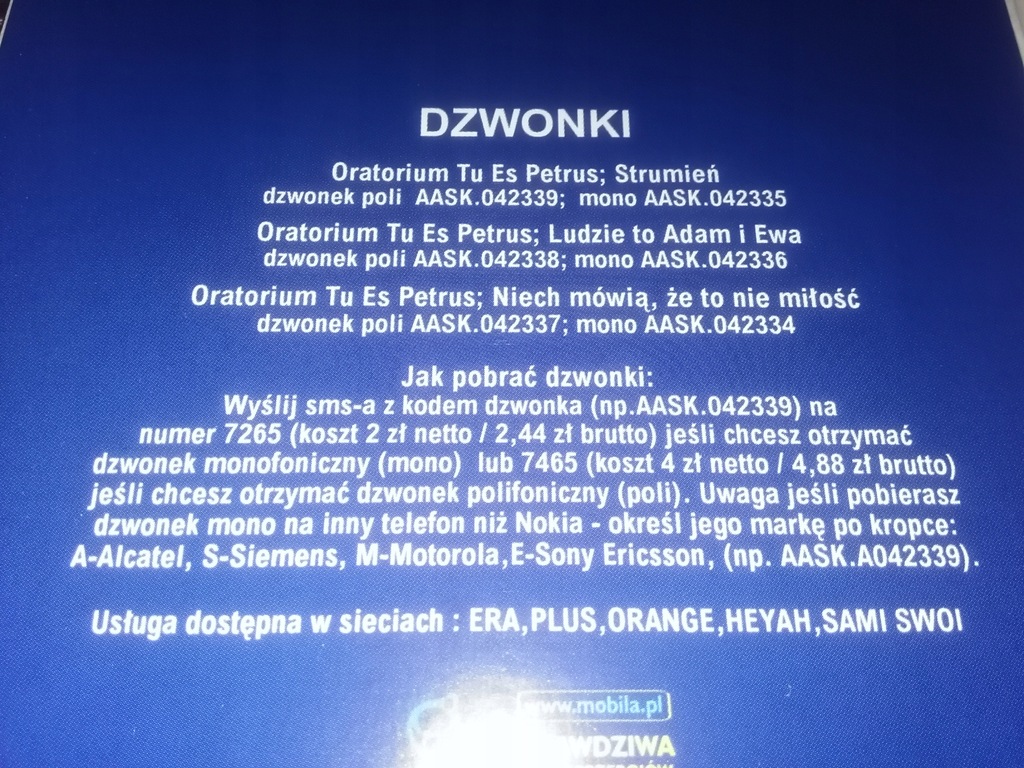 DZWONKI
Oratorium Tu Es Petrus; Strumień
dzwonek poli AASK.042339; mono AASK.042335
Oratorium Tu Es Petrus; Ludzie to Adam i Ewa
dzwonek poli AASK.042338; mono AASK.042336
Oratorium Tu Es Petrus; Niech mówią, że to nie miłość
dzwonek poli AASK.042337; mono AASK.042334
Jak pobrać dzwonki:
Wyślij sms-a z kodem dzwonka (np.AASK.042339) na
numer 7265 (koszt 2 zł netto / 2,44 zł brutto) jeśli chcesz otrzymać
dzwonek monofoniczny (mono) lub 7465 (koszt 4 zł netto / 4,88 zł brutto)
jeśli chcesz otrzymać dzwonek polifoniczny (poli). Uwaga jeśli pobierasz
dzwonek mono na inny telefon niż Nokia - określ jego markę po kropce:
A-Alcatel, S-Siemens, M-Motorola,E-Sony Ericsson, (np. AASK.A042339).
Usługa dostępna w sieciach : ERA,PLUS,ORANGE,HEYAH,SAMI SWOI
www.mobila.pl